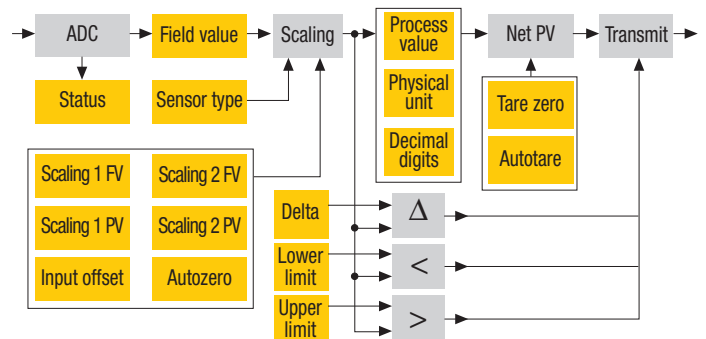 ADC
Field value
Scaling
Process
value
Net PV
Transmit
Status
Sensor type
Physical
unit
Tare zero
Decimal
digits
Autotare
Scaling 1 FV
Scaling 2 FV
Scaling 1 PV
Scaling 2 PV
Input offset
Autozero
Delta
Δ
Lower
limit
<
Upper
limit
>